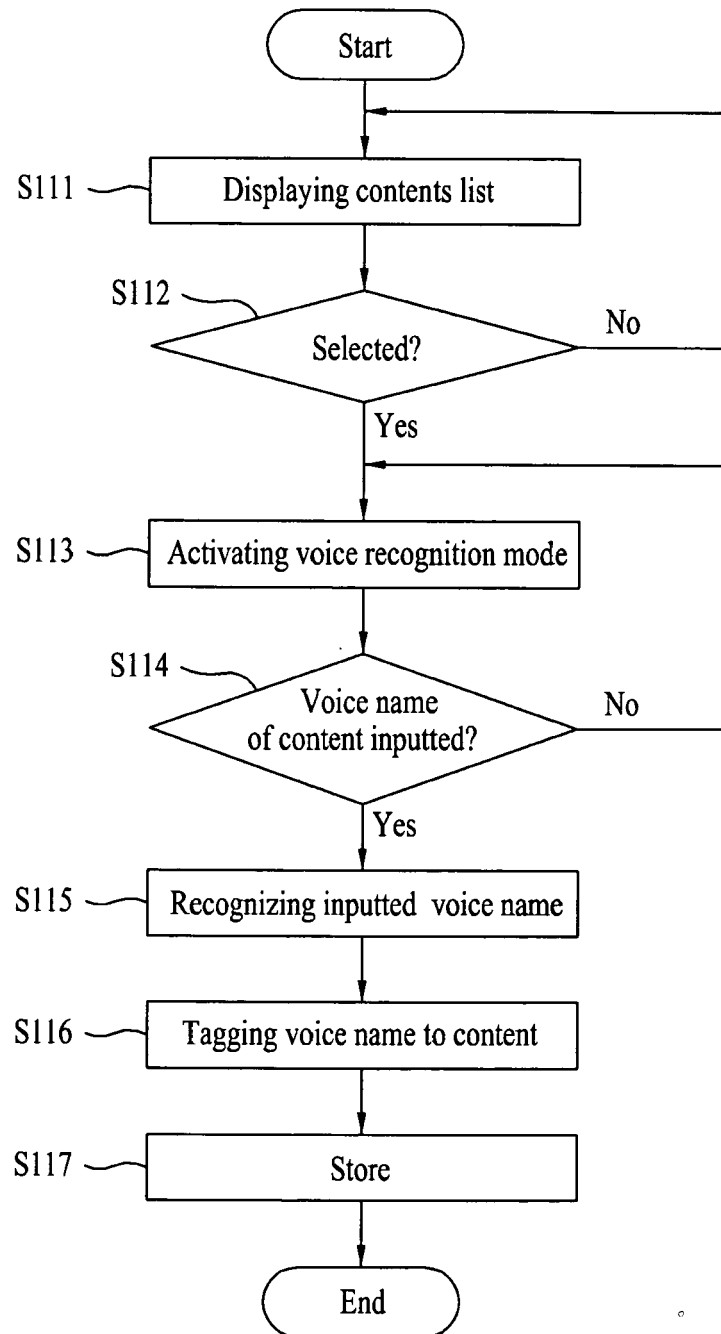 Start
S111
Displaying contents list
S112
Selected?
No
Yes
S113
Activating voice recognition mode
S114
Voice name
of content inputted?
No
Yes
S115
Recognizing inputted voice name
S116
Tagging voice name to content
S117
Store
End